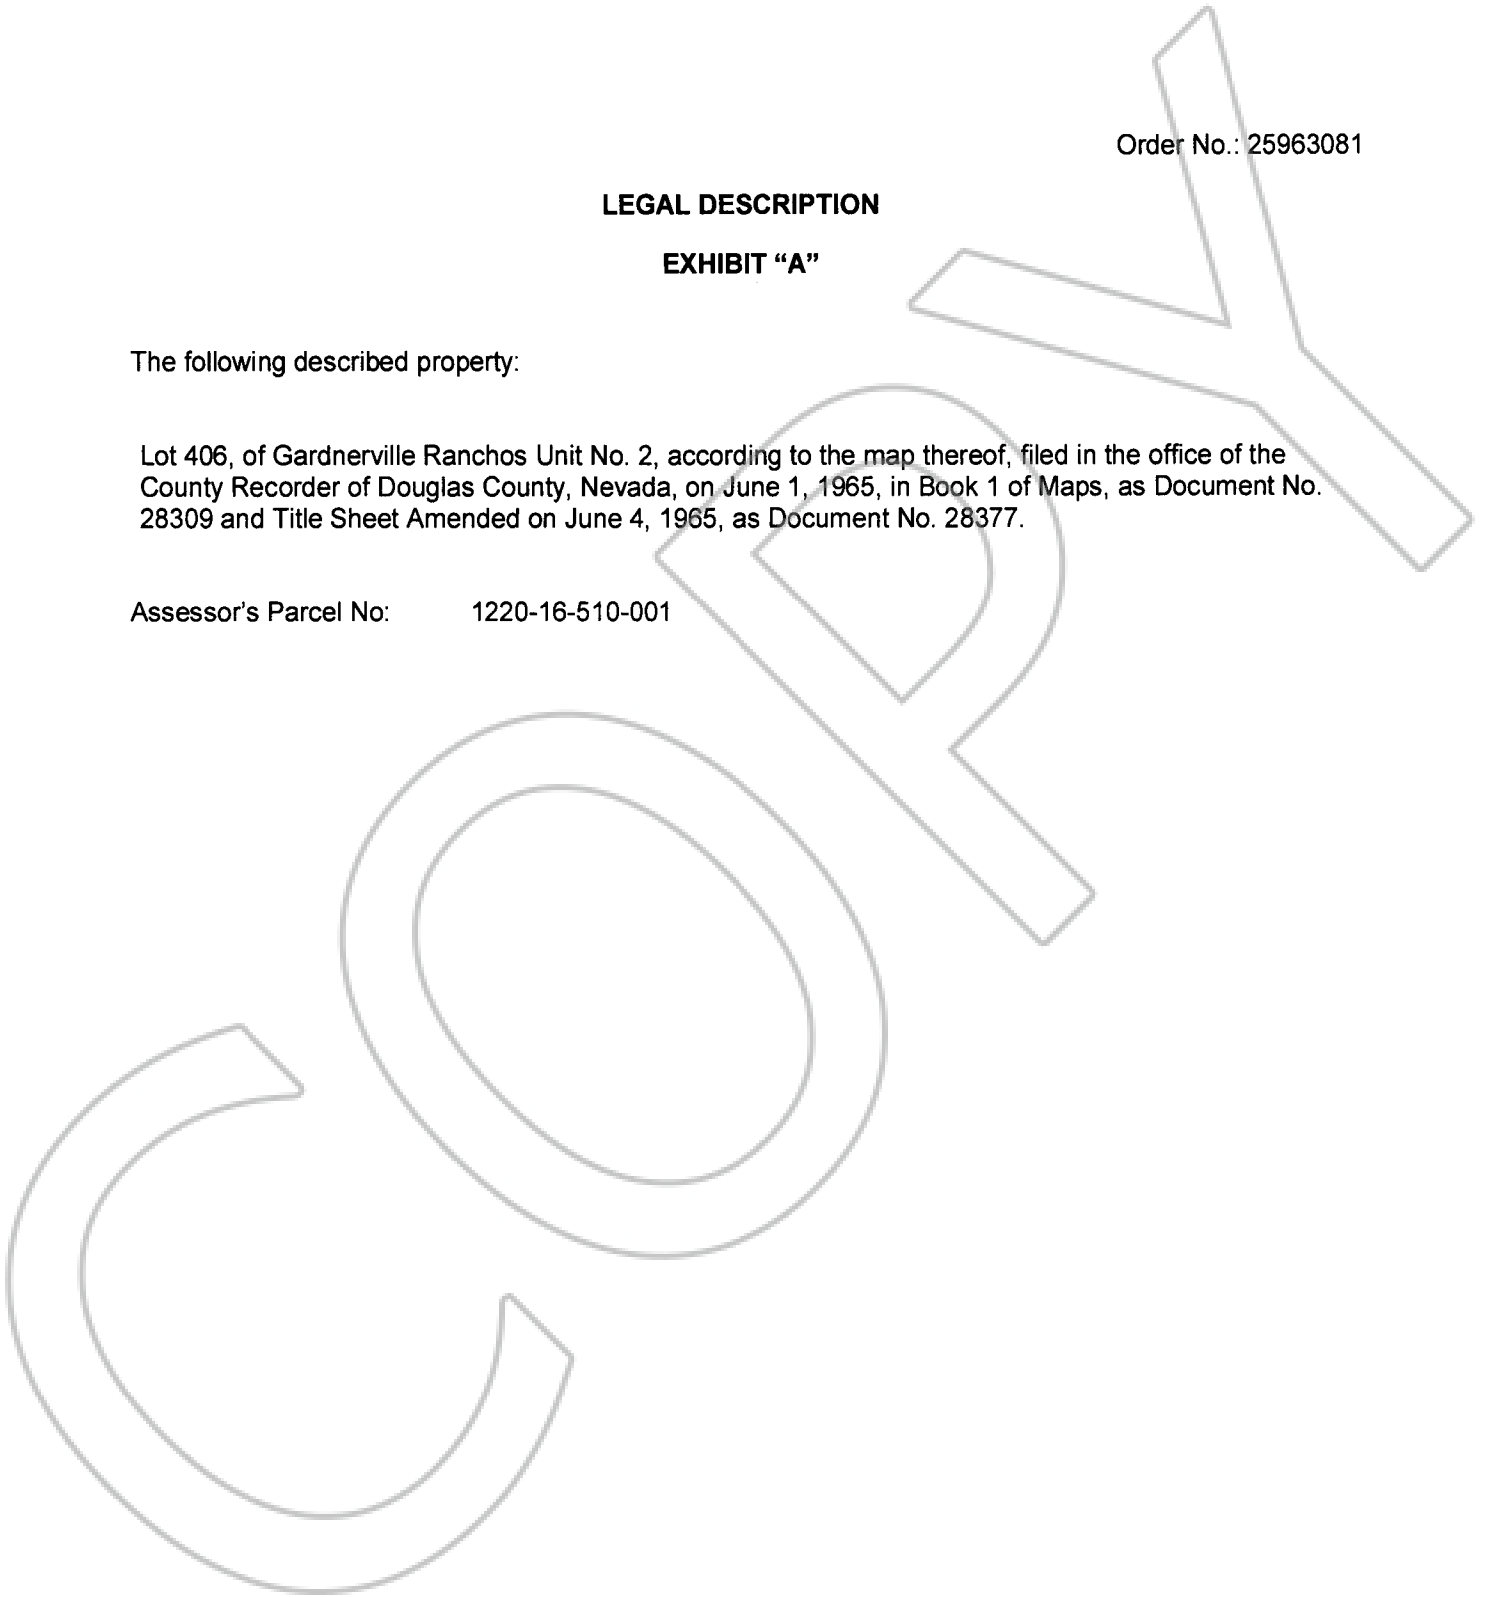 Order No.: 25963081
LEGAL DESCRIPTION
EXHIBIT “A”
The following described property:
Lot 406, of Gardnerville Ranchos Unit No. 2, according to the map thereof, filed in the office of the
County Recorder of Douglas County, Nevada, on June 1, 1965, in Book 1 of Maps, as Document No.
28309 and Title Sheet Amended on June 4, 1965, as Document No. 28377.
Assessor’s Parcel No: 1220-16-510-001
COPY